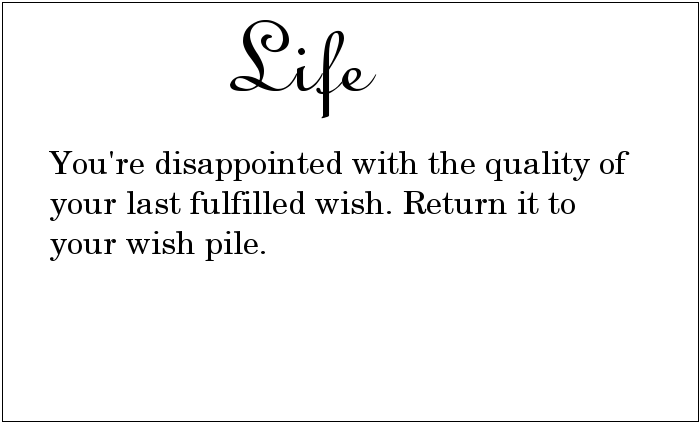 Life
You're disappointed with the quality of
your last fulfilled wish. Return it to
your wish pile.